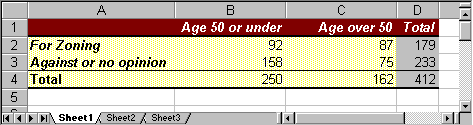 A B C D
1 Age 50 or under Age over 50 Total
2 For Zoning 92 87 179
3 Against or no opinion 158 75 233
4 Total 250 162 412
5
Sheet1 Sheet2 Sheet3